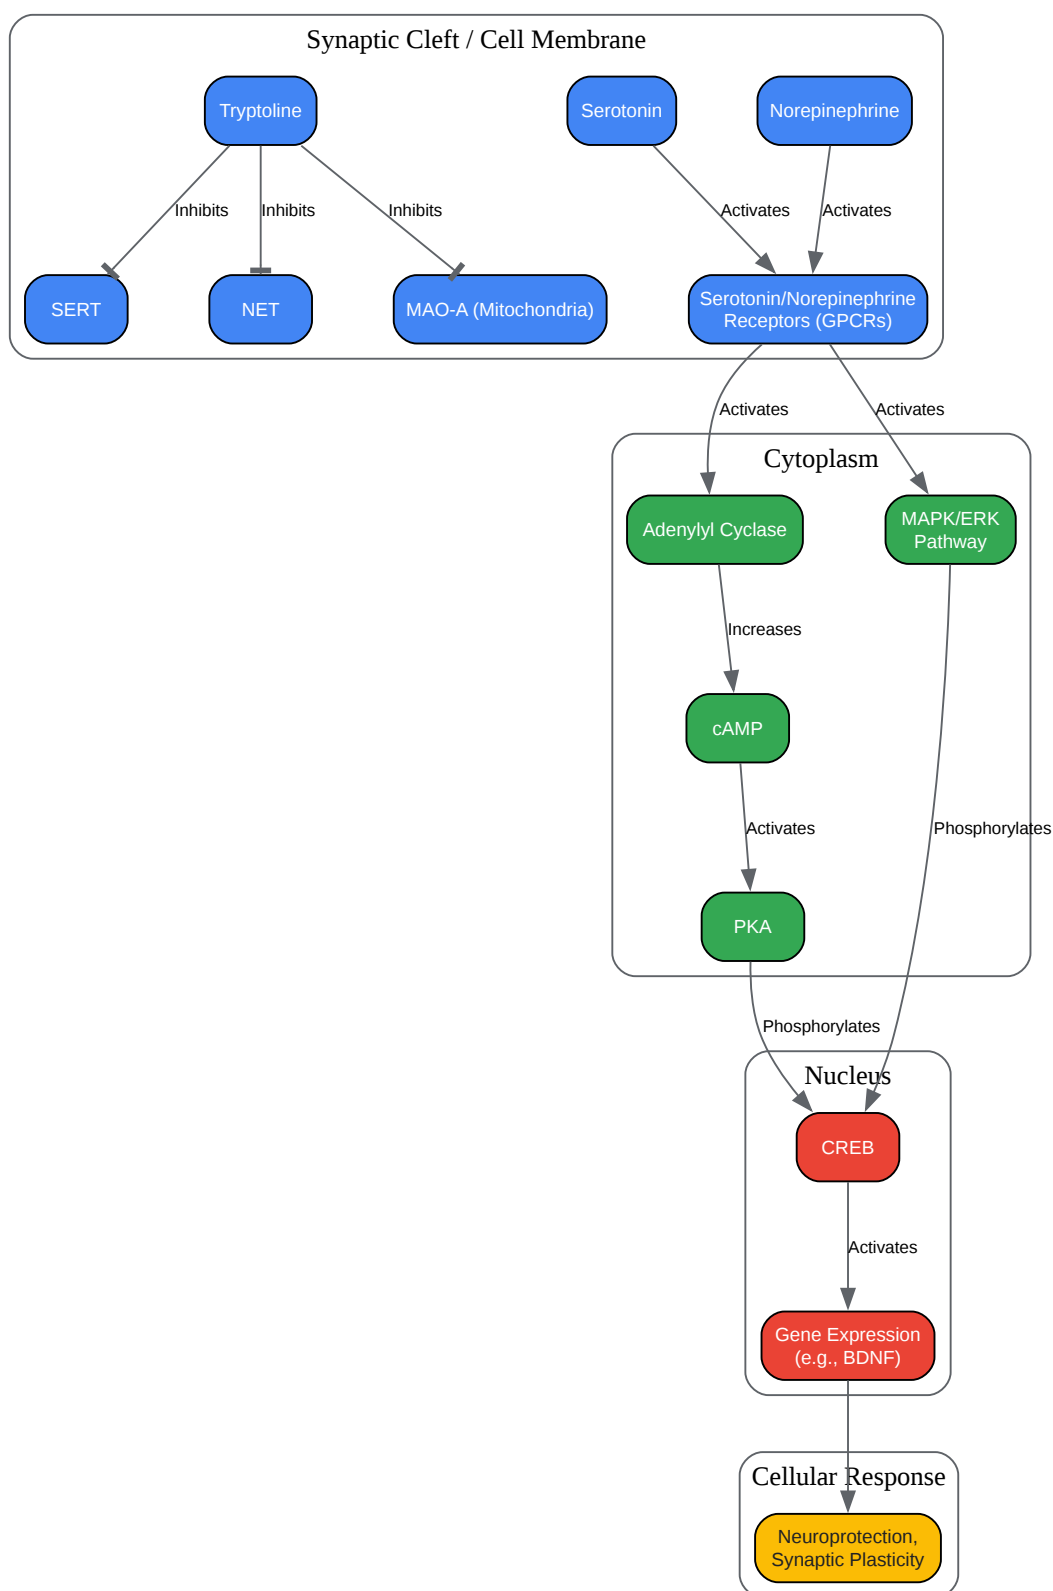 Synaptic Cleft / Cell Membrane
Tryptoline
Serotonin
Norepinephrine
Inhibits
Inhibits
Inhibits
Activates
Activates
SERT
NET
MAO-A (Mitochondria)
Serotonin/Norepinephrine
Receptors (GPCRs)
Activates
Activates
Cytoplasm
Adenylyl Cyclase
MAPK/ERK
Pathway
Increases
cAMP
Activates
Phosphorylates
PKA
Phosphorylates
Nucleus
CREB
Activates
Gene Expression
(e.g., BDNF)
Cellular Response
Neuroprotection,
Synaptic Plasticity